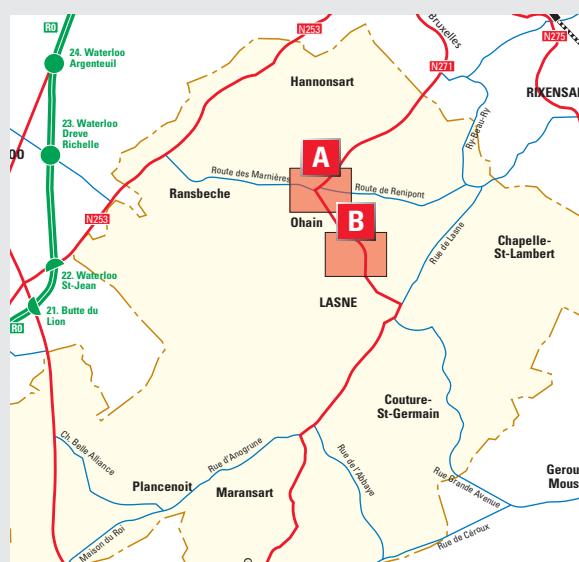 R0
N253
Bruxelles
N275
24. Waterloo
Argenteuil
N271
Hannonsart
RIXENSAR
23. Waterloo
Dreve
Richelle
OO
Ry-Beau-Ry
A
Route des Marnières
Route de Renipont
Ransbeche
B
Ohain
N253
Rue de Lasne
Chapelle-
St-Lambert
22. Waterloo
St-Jean
LASNE
21. Butte du
Lion
R0
Couture-
St-Germain
Ch. Belle Alliance
Rue d'Anogrune
Rue de l'Abbaye
Plancenoit
Maransart
Rue Grande Avenue
Gerou
Mous
Maison du Roi
Rue de Céroux